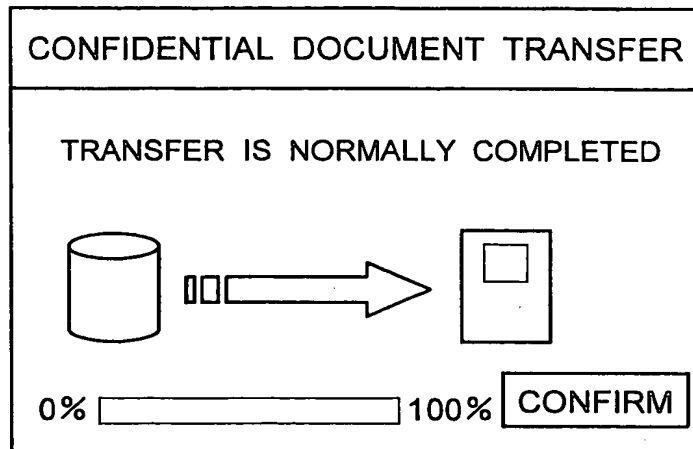 CONFIDENTIAL DOCUMENT TRANSFER
TRANSFER IS NORMALLY COMPLETED
0% 100% CONFIRM